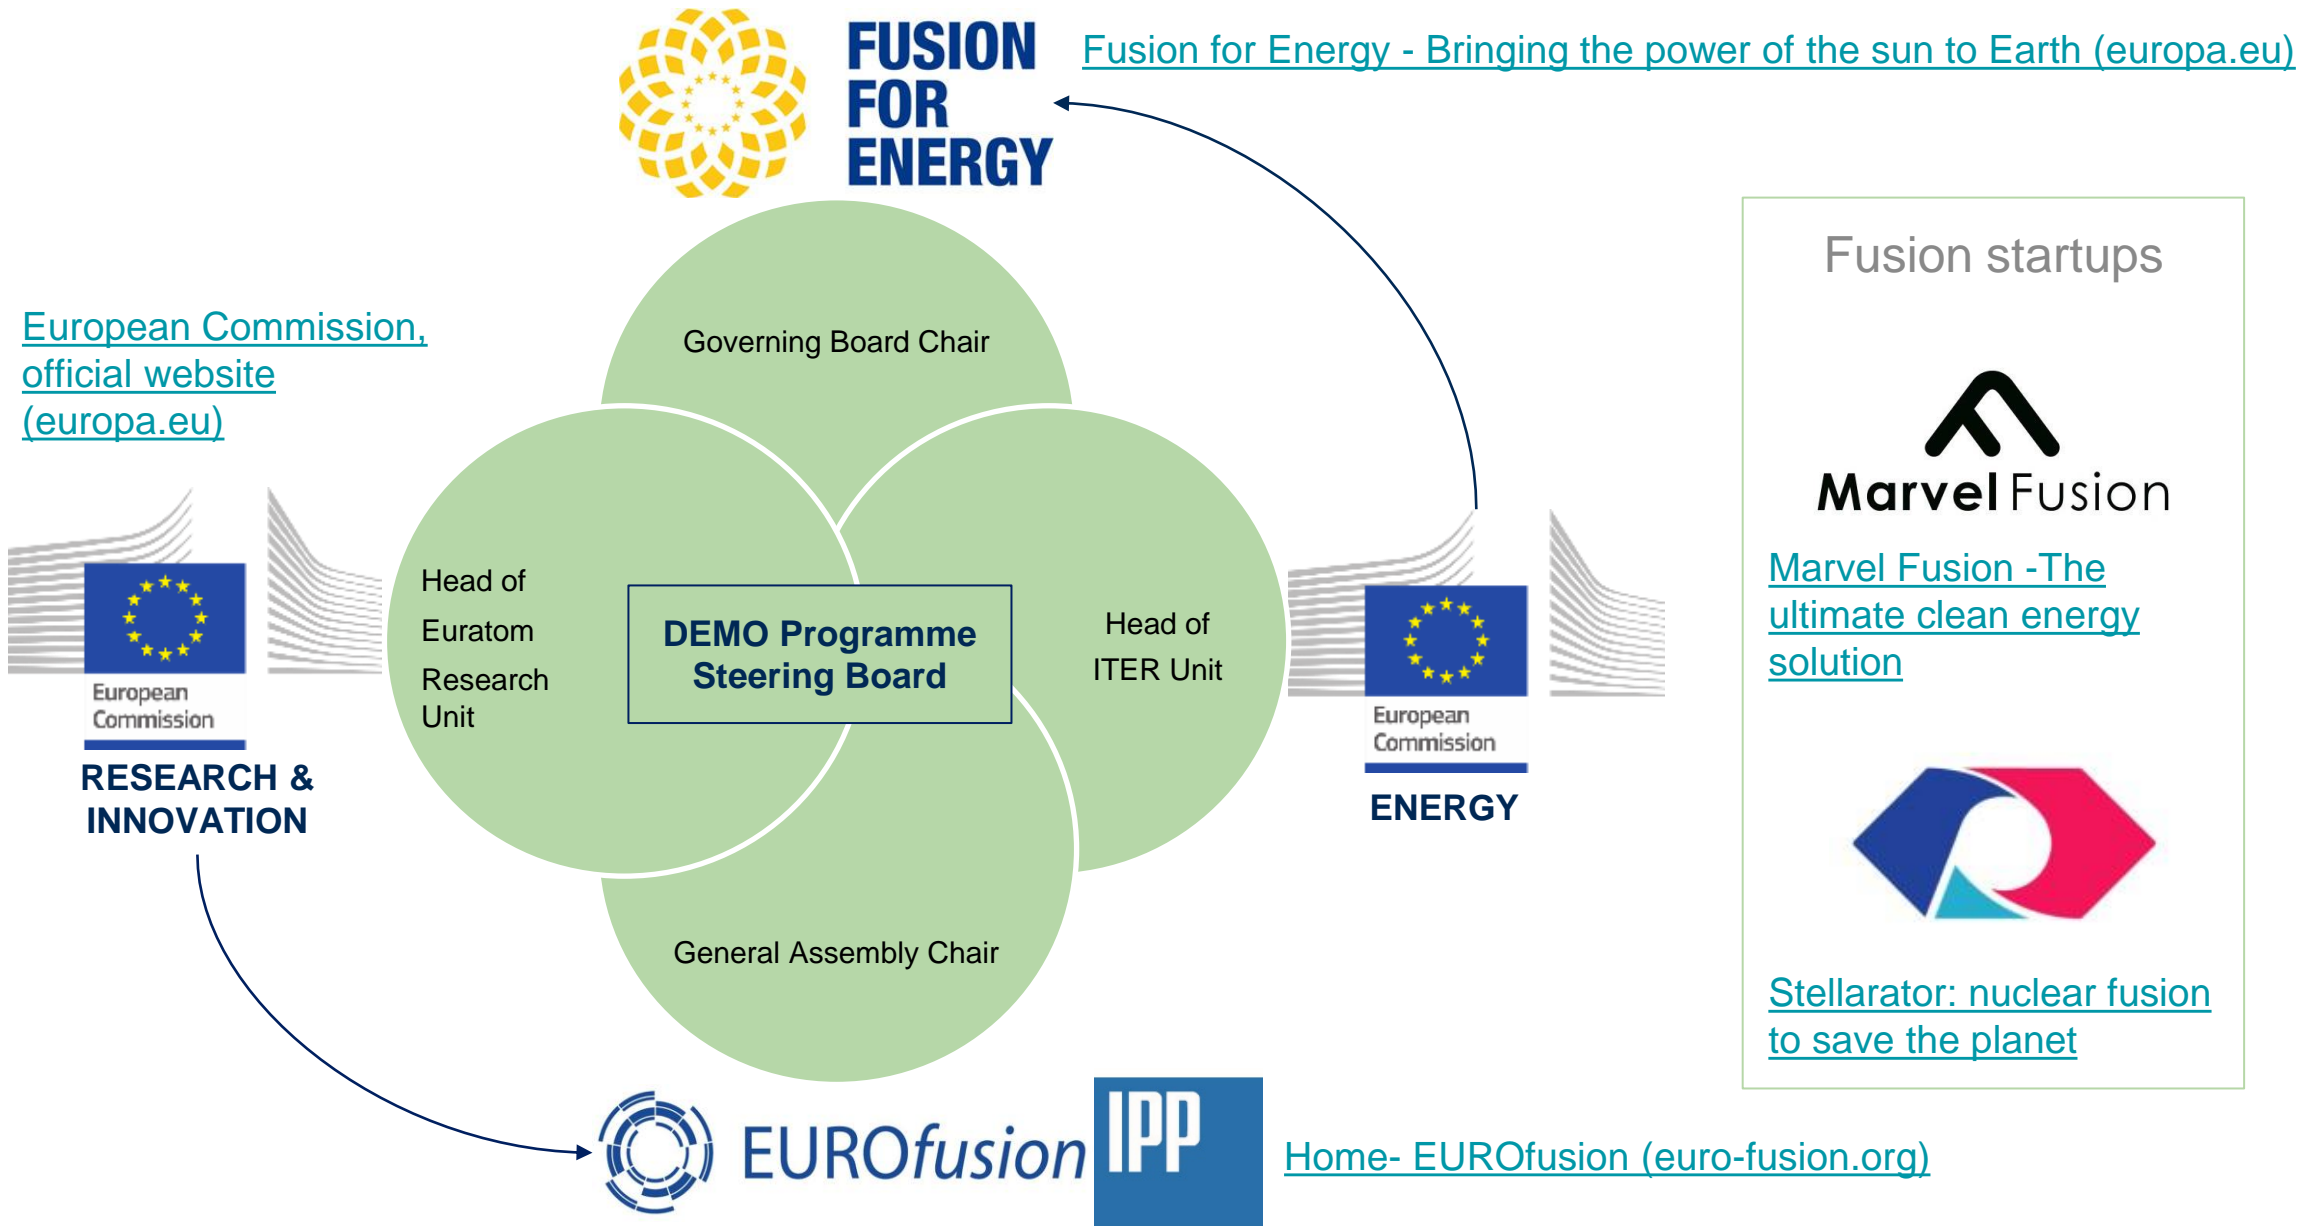 FUSION
FOR
ENERGY
Fusion for Energy - Bringing the power of the sun to Earth (europa.eu)
European Commission,
official website
(europa.eu)
European
Commission
RESEARCH &
INNOVATION
Governing Board Chair
Head of
Euratom
Research
Unit
DEMO Programme
Steering Board
Head of
ITER Unit
General Assembly Chair
European
Commission
ENERGY
Fusion startups
Marvel Fusion
Marvel Fusion -The
ultimate clean energy
solution
Stellarator: nuclear fusion
to save the planet
EUROfusion
IPP
Home- EUROfusion (euro-fusion.org)